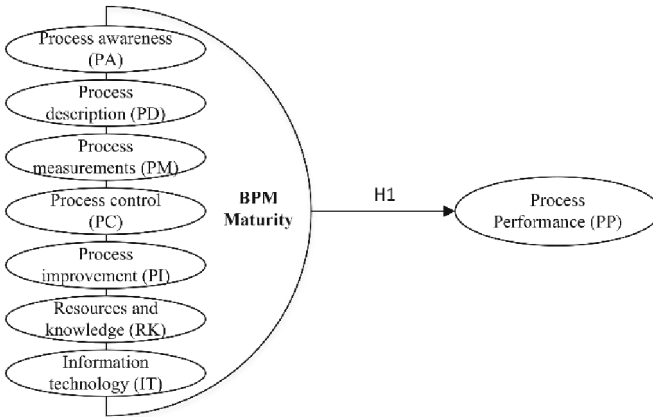 Process awareness
(PA)
Process
description (PD)
Process
measurements (PM)
Process control
(PC)
Process
improvement (PI)
Resources and
knowledge (RK)
Information
technology (IT)
BPM
Maturity
H1
Process
Performance (PP)